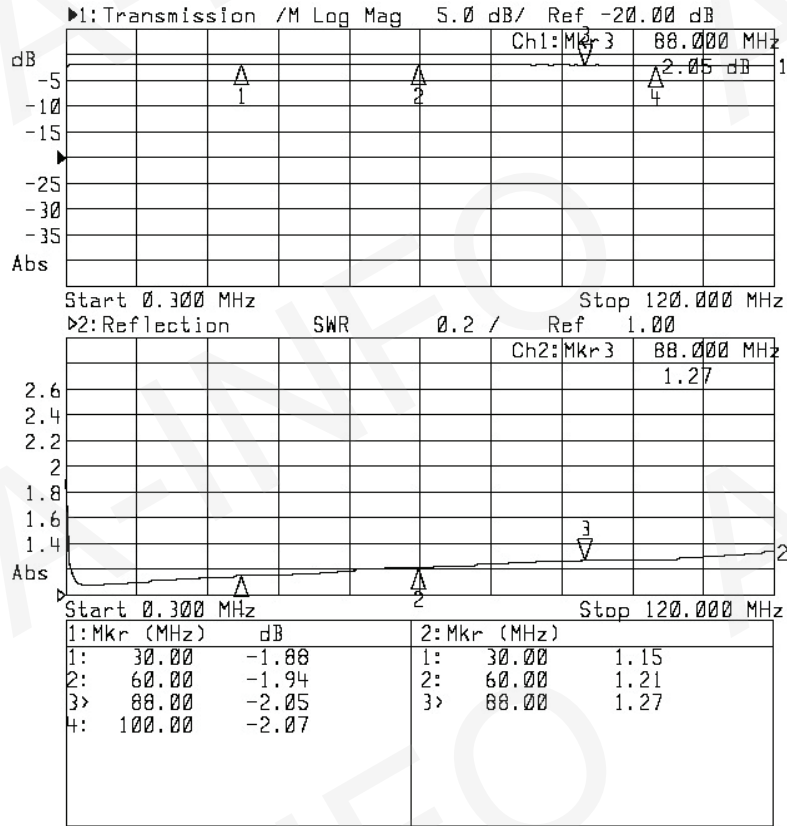 ▶1:Transmission /M Log Mag 5.0 dB/ Ref -20.00 dB
Ch1:Mkr3 88.000 MHz
-2.05 dB
dB
-5
-10
-15
-25
-30
-35
Abs
1
2
3
4
1
Start 0.300 MHz Stop 120.000 MHz
▷2:Reflection SWR 0.2 / Ref 1.00
Ch2:Mkr3 88.000 MHz
1.27
2.6
2.4
2.2
2
1.8
1.6
1.4
Abs
3
2
2
Start 0.300 MHz Stop 120.000 MHz
1:Mkr (MHz) dB
1: 30.00 -1.88
2: 60.00 -1.94
3> 88.00 -2.05
4: 100.00 -2.07
2:Mkr (MHz)
1: 30.00 1.15
2: 60.00 1.21
3> 88.00 1.27
A-INFO